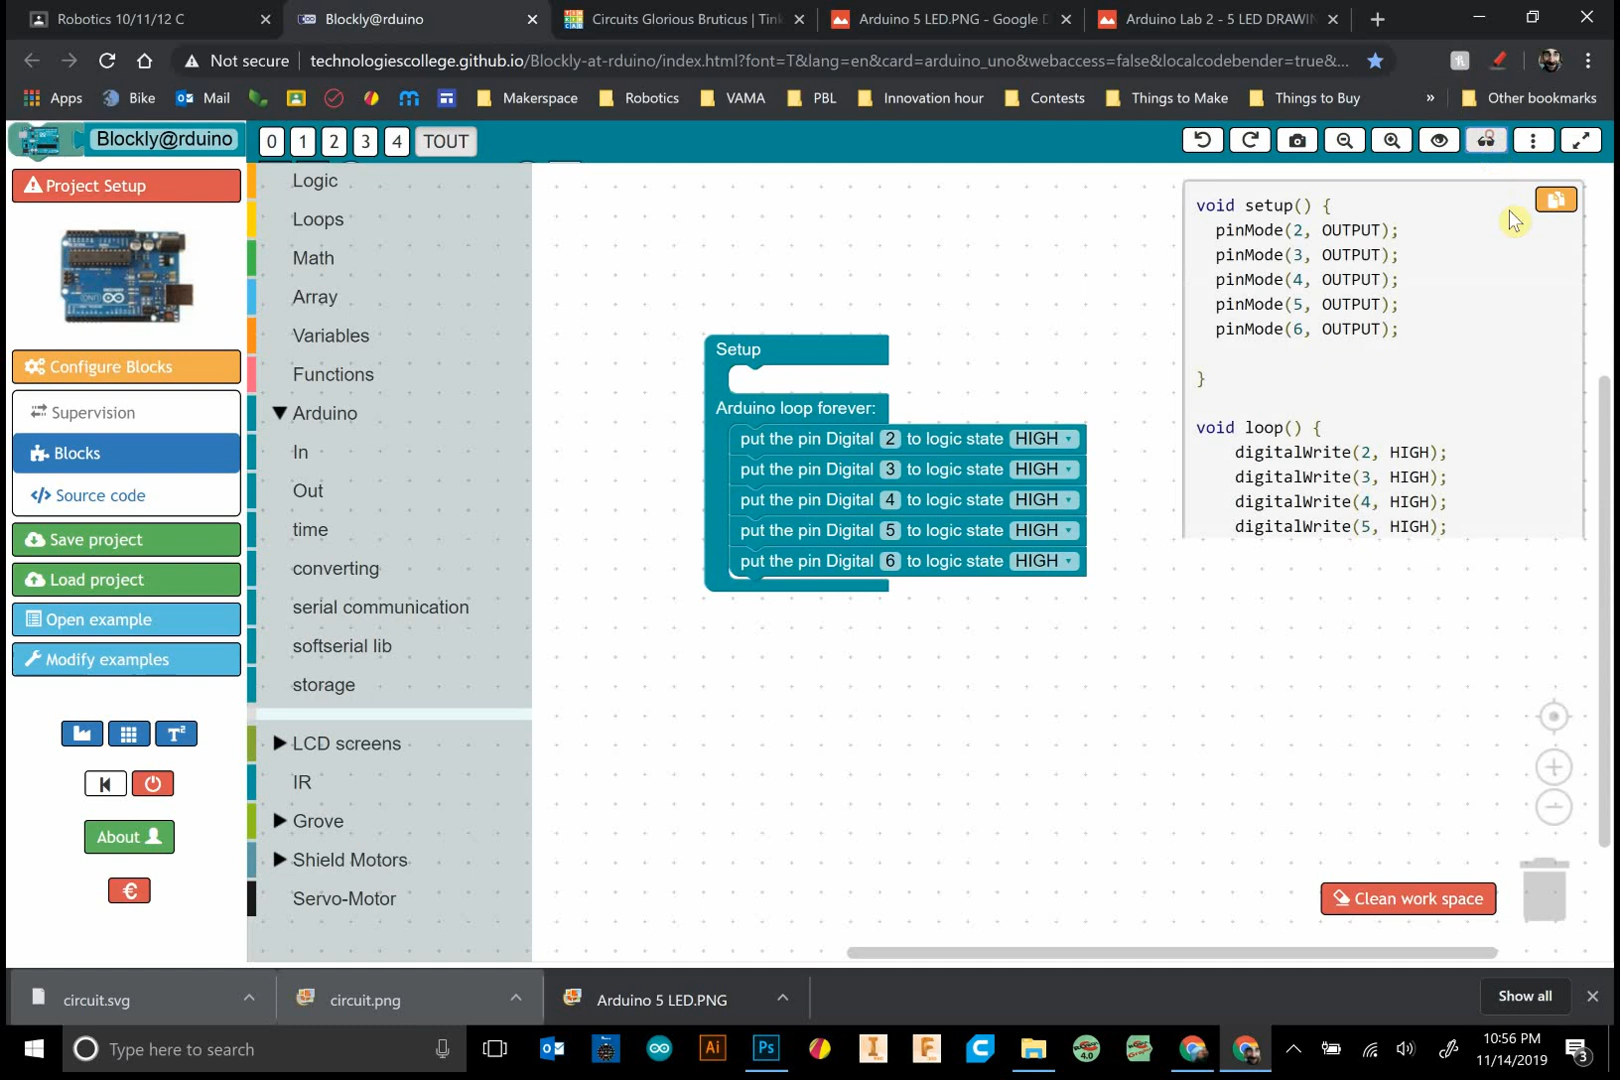 Robotics 10/11/12 C
Blockly@rduino
Circuits Glorious Bruticus | Tink
Arduino 5 LED.PNG - Google D
Arduino Lab 2 - 5 LED DRAWIN
Not secure
technologiescollege.github.io/Blockly-at-rduino/index.html?font=T&lang=en&card=arduino_uno&webaccess=false&localcodebender=true&...
Apps
Bike
Mail
Makerspace
Robotics
VAMA
PBL
Innovation hour
Contests
Things to Make
Things to Buy
»
Other bookmarks
Blockly@rduino
0
1
2
3
4
TOUT
Project Setup
Configure Blocks
Supervision
Blocks
</> Source code
Save project
Load project
Open example
Modify examples
T²
About
€
Logic
Loops
Math
Array
Variables
Functions
Arduino
In
Out
time
converting
serial communication
softserial lib
storage
LCD screens
IR
Grove
Shield Motors
Servo-Motor
Setup
Arduino loop forever:
put the pin Digital 2 to logic state HIGH
put the pin Digital 3 to logic state HIGH
put the pin Digital 4 to logic state HIGH
put the pin Digital 5 to logic state HIGH
put the pin Digital 6 to logic state HIGH
void setup() {
pinMode(2, OUTPUT);
pinMode(3, OUTPUT);
pinMode(4, OUTPUT);
pinMode(5, OUTPUT);
pinMode(6, OUTPUT);
}
void loop() {
digitalWrite(2, HIGH);
digitalWrite(3, HIGH);
digitalWrite(4, HIGH);
digitalWrite(5, HIGH);
Clean work space
circuit.svg
circuit.png
Arduino 5 LED.PNG
Show all
Type here to search
Ai
Ps
I
F
4.0
10:56 PM
11/14/2019
3